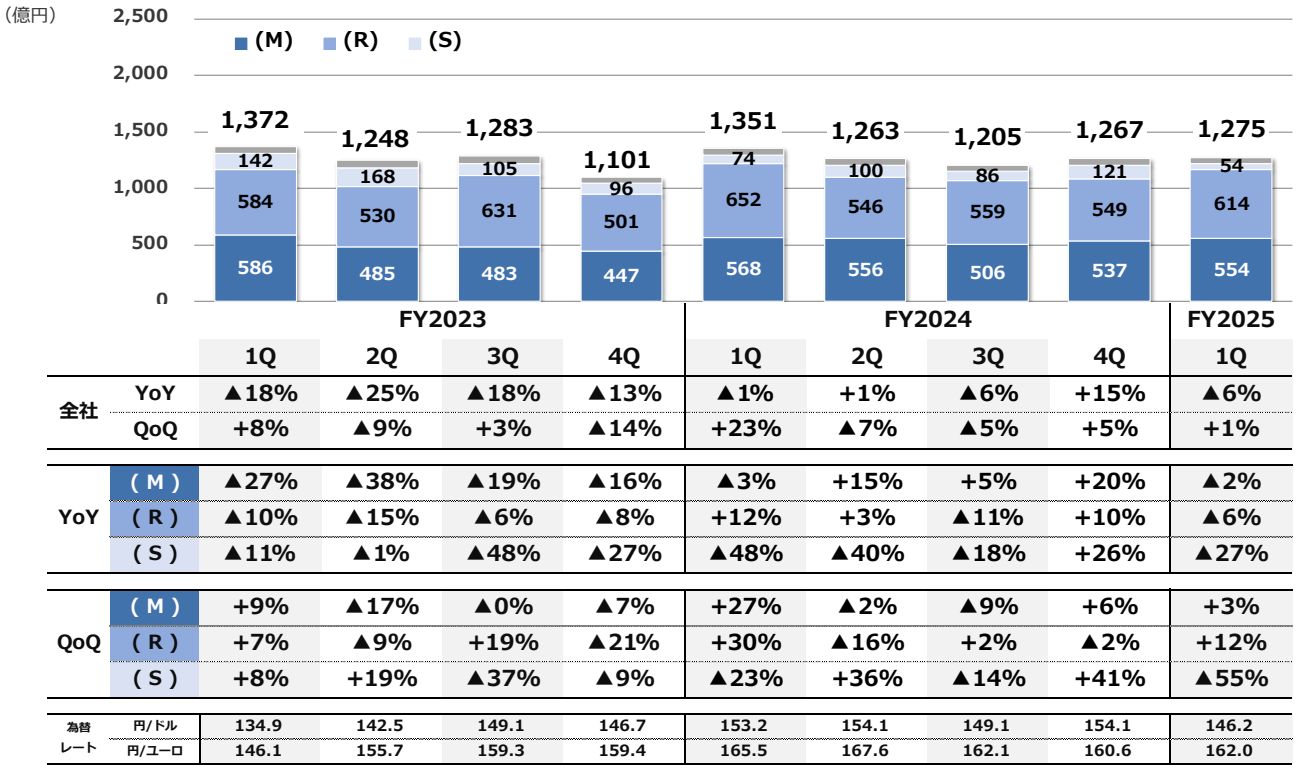 （億円）
2,500
(M) (R) (S)
2,000
1,500
1,372 1,248 1,283 1,101 1,351 1,263 1,205 1,267 1,275
142 168 105 96 74 100 86 121 54
1,000
584 530 631 501 652 546 559 549 614
500
586 485 483 447 568 556 506 537 554
0
FY2023 FY2024 FY2025
1Q 2Q 3Q 4Q 1Q 2Q 3Q 4Q 1Q
全社
YoY ▲18% ▲25% ▲18% ▲13% ▲1% +1% ▲6% +15% ▲6%
QoQ +8% ▲9% +3% ▲14% +23% ▲7% ▲5% +5% +1%
YoY
( M ) ▲27% ▲38% ▲19% ▲16% ▲3% +15% +5% +20% ▲2%
( R ) ▲10% ▲15% ▲6% ▲8% +12% +3% ▲11% +10% ▲6%
( S ) ▲11% ▲1% ▲48% ▲27% ▲48% ▲40% ▲18% +26% ▲27%
QoQ
( M ) +9% ▲17% ▲0% ▲7% +27% ▲2% ▲9% +6% +3%
( R ) +7% ▲9% +19% ▲21% +30% ▲16% +2% ▲2% +12%
( S ) +8% +19% ▲37% ▲9% ▲23% +36% ▲14% +41% ▲55%
為替
レート
円/ドル 134.9 142.5 149.1 146.7 153.2 154.1 149.1 154.1 146.2
円/ユーロ 146.1 155.7 159.3 159.4 165.5 167.6 162.1 160.6 162.0